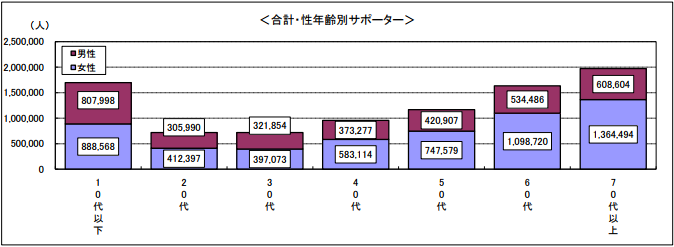 ＜合計・性年齢別サポーター＞
（人）
2,500,000
2,000,000
1,500,000
1,000,000
500,000
0
男性
女性
807,998
305,990
321,854
373,277
420,907
534,486
608,604
888,568
412,397
397,073
583,114
747,579
1,098,720
1,364,494
10代以下
20代
30代
40代
50代
60代
70代以上